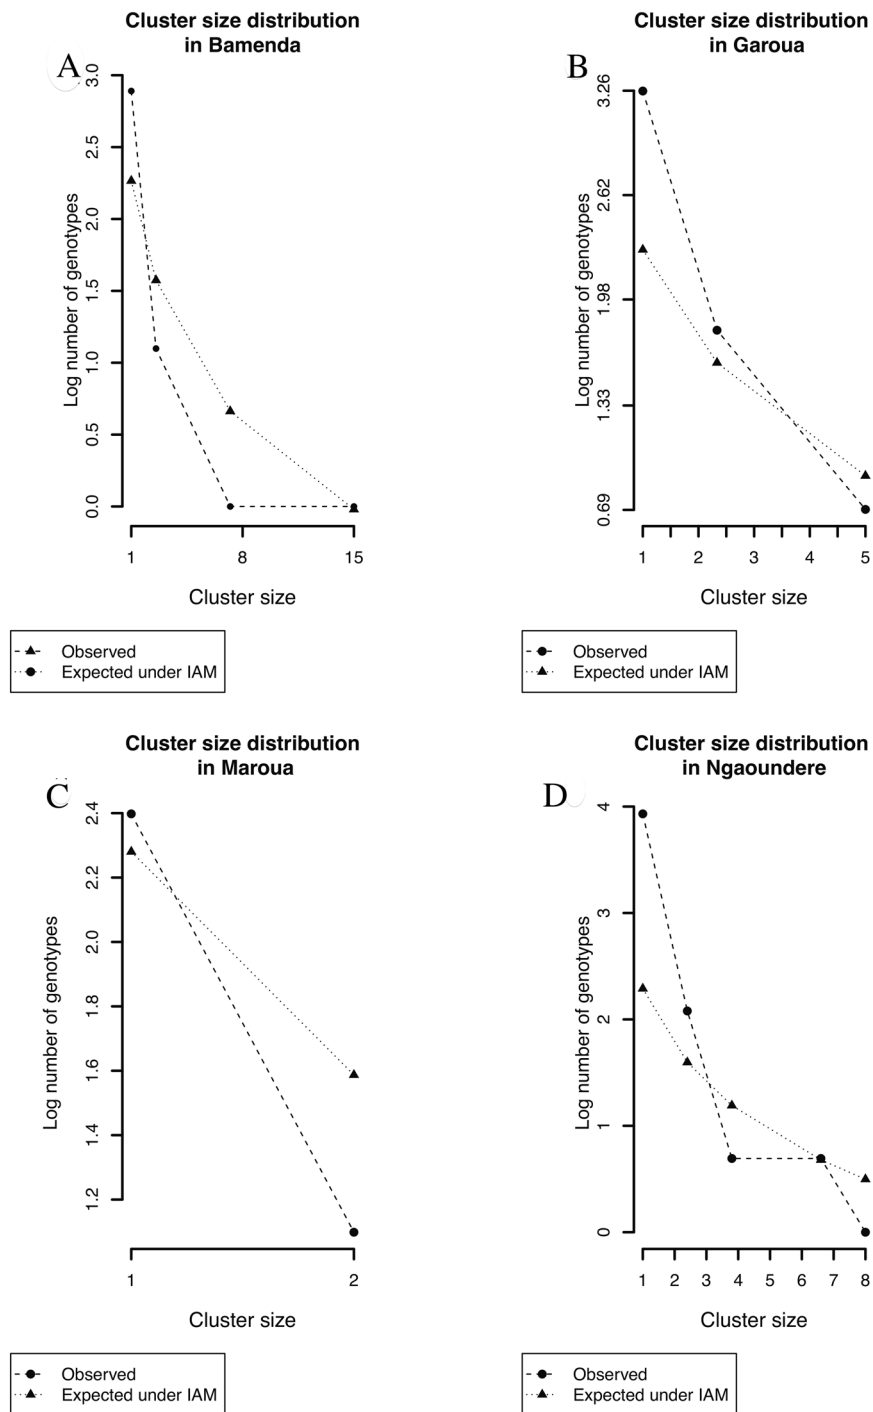 Cluster size distribution
in Bamenda
A
Log number of genotypes
3.0
2.5
2.0
1.5
1.0
0.5
0.0
1 8 15
Cluster size
Observed
Expected under IAM
Cluster size distribution
in Garoua
B
Log number of genotypes
3.26
2.62
1.98
1.33
0.69
1 2 3 4 5
Cluster size
Observed
Expected under IAM
Cluster size distribution
in Maroua
C
Log number of genotypes
2.4
2.2
2.0
1.8
1.6
1.4
1.2
1 2
Cluster size
Observed
Expected under IAM
Cluster size distribution
in Ngaoundere
D
Log number of genotypes
4
3
2
1
0
1 2 3 4 5 6 7 8
Cluster size
Observed
Expected under IAM